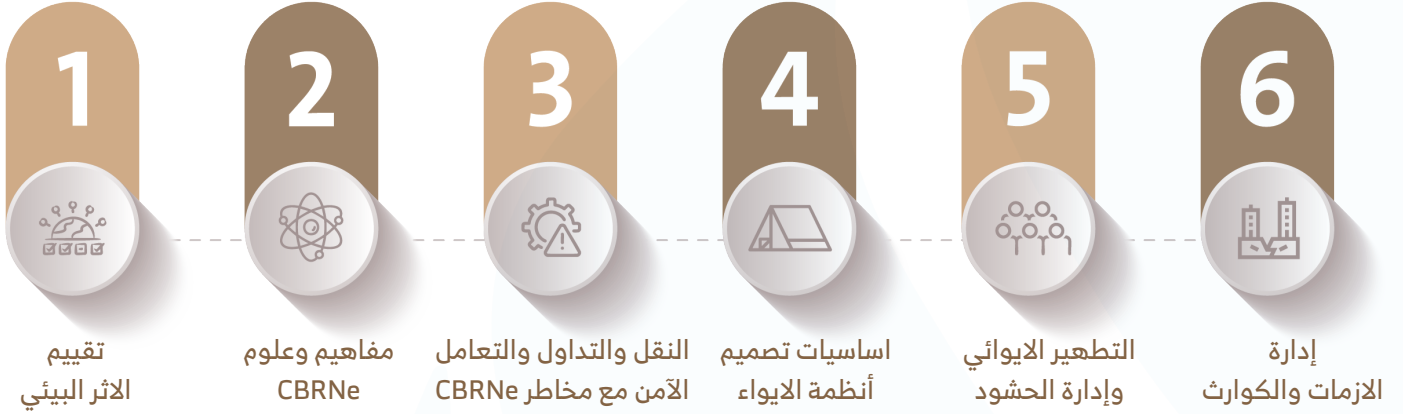 1
تقييم
الاثر البيئي
2
مفاهيم وعلوم
CBRNe
3
النقل والتداول والتعامل
الآمن مع مخاطر CBRNe
4
اساسيات تصميم
أنظمة الايواء
5
التطهير الايوائي
وإدارة الحشود
6
إدارة
الازمات والكوارث